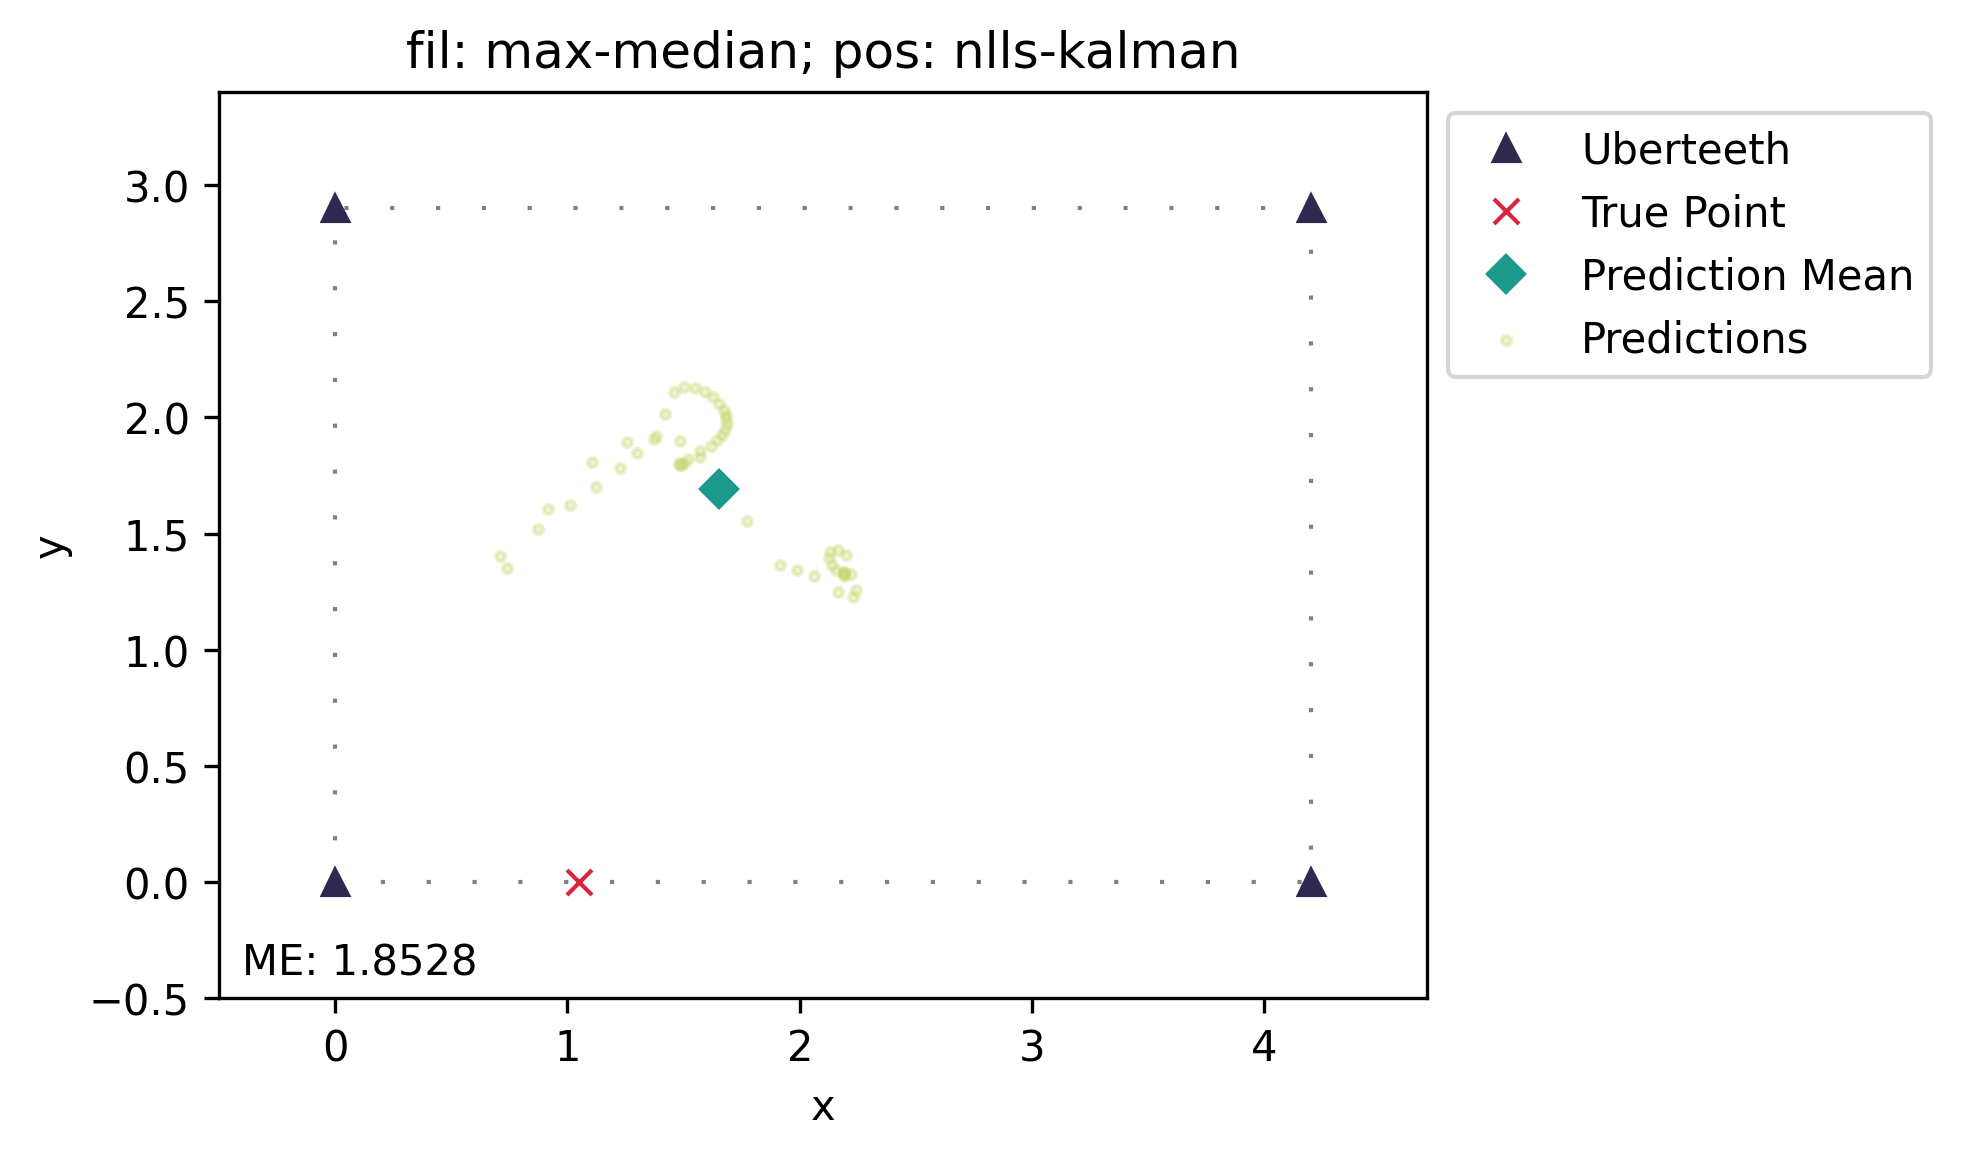 fil: max-median; pos: nlls-kalman
Uberteeth
True Point
Prediction Mean
Predictions
3.0
2.5
2.0
1.5
1.0
0.5
0.0
−0.5
y
ME: 1.8528
0 1 2 3 4
x